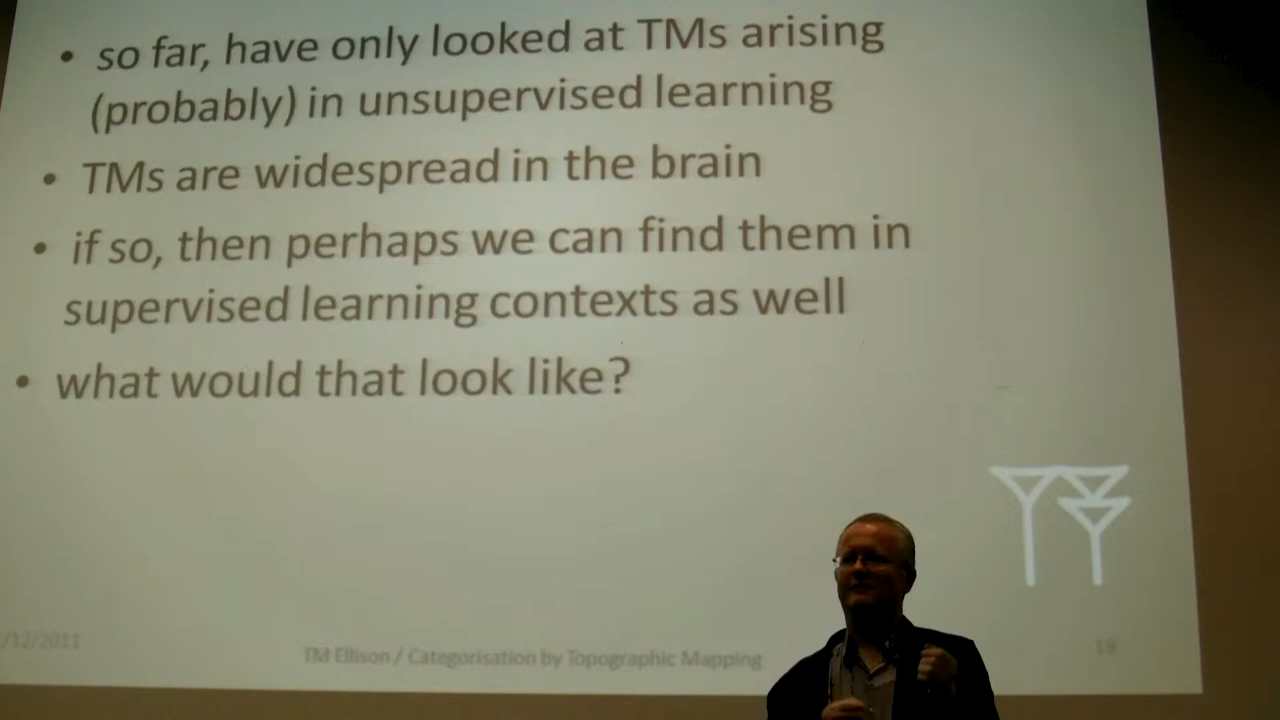 • so far, have only looked at TMs arising
(probably) in unsupervised learning
• TMs are widespread in the brain
• if so, then perhaps we can find them in
supervised learning contexts as well
• what would that look like?
/12/2011
TM Ellison / Categorisation by Topographic Mapping